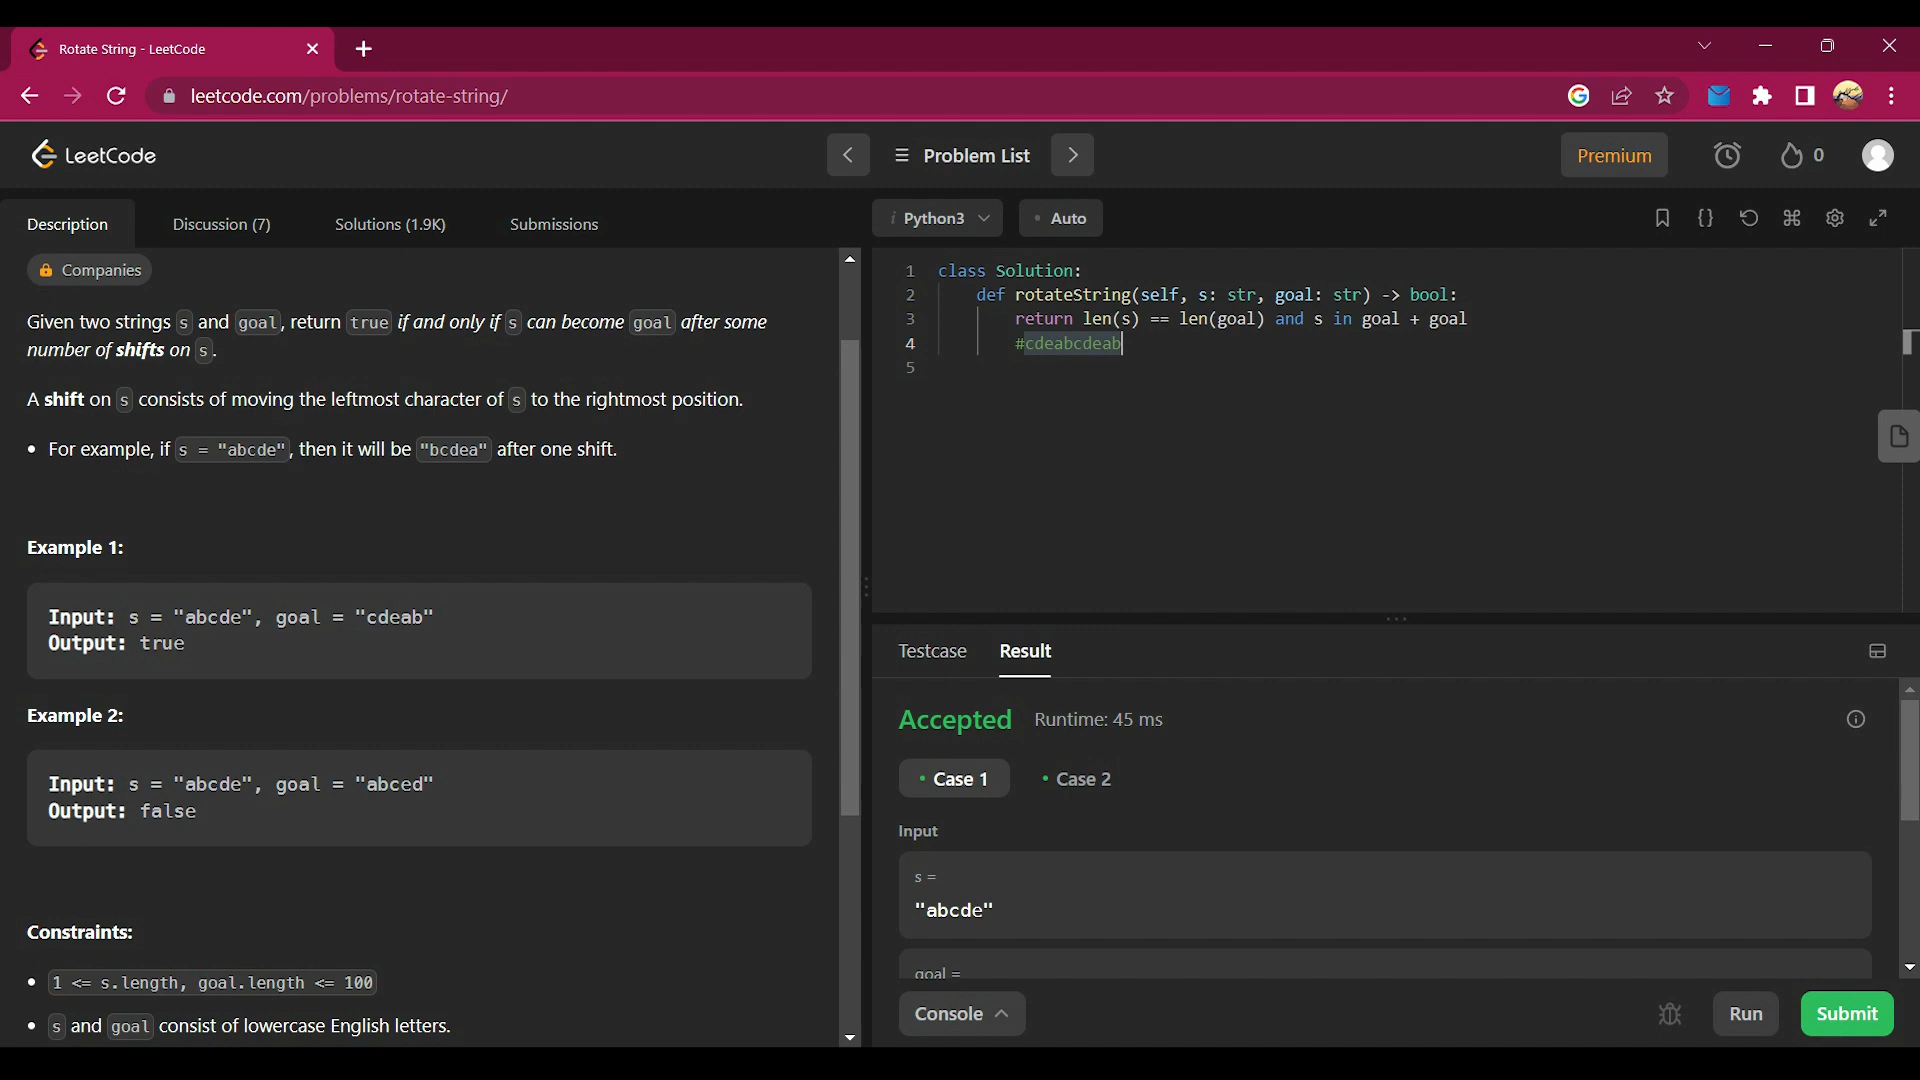 Rotate String - LeetCode
leetcode.com/problems/rotate-string/
LeetCode
Problem List
Premium
0
Description
Discussion (7)
Solutions (1.9K)
Submissions
Companies
Given two strings s and goal, return true if and only if s can become goal after some
number of shifts on s.
A shift on s consists of moving the leftmost character of s to the rightmost position.
• For example, if s = "abcde", then it will be "bcdea" after one shift.
Example 1:
Input: s = "abcde", goal = "cdeab"
Output: true
Example 2:
Input: s = "abcde", goal = "abced"
Output: false
Constraints:
• 1 <= s.length, goal.length <= 100
• s and goal consist of lowercase English letters.
i Python3
• Auto
{}
1 class Solution:
2 def rotateString(self, s: str, goal: str) -> bool:
3 return len(s) == len(goal) and s in goal + goal
4 #cdeabcdeab
5
Testcase
Result
Accepted
Runtime: 45 ms
• Case 1
• Case 2
Input
s =
"abcde"
goal =
Console
Run
Submit